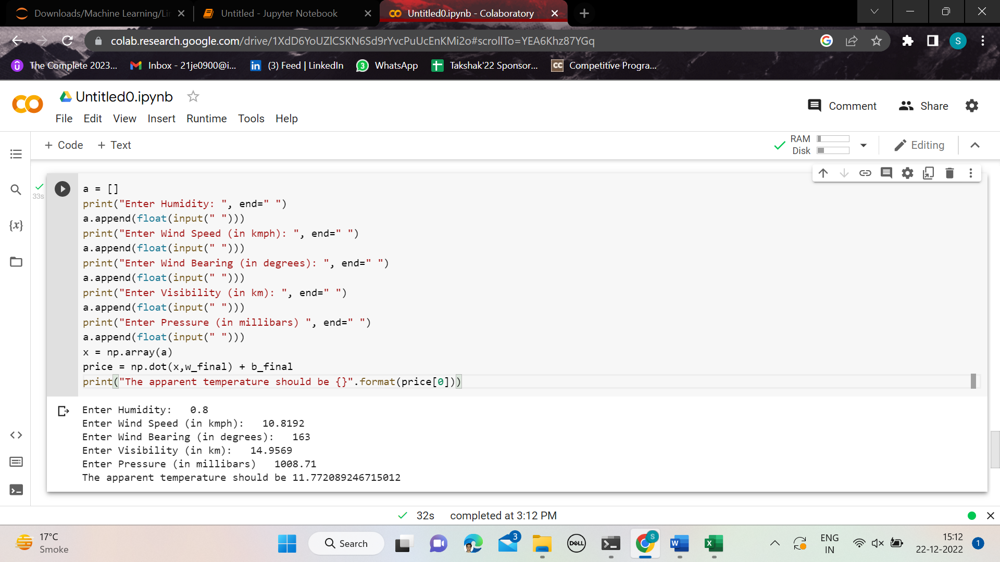 Downloads/Machine Learning/Lin
Untitled - Jupyter Notebook
Untitled0.ipynb - Colaboratory
colab.research.google.com/drive/1XdD6YoUZlCSKN6Sd9rYvcPuUcEnKMi2o#scrollTo=YEA6Khz87YGq
S
The Complete 2023...
Inbox - 21je0900@i...
(3) Feed | LinkedIn
3 WhatsApp
Takshak'22 Sponsor...
CC Competitive Progra...
Untitled0.ipynb
Comment
Share
File Edit View Insert Runtime Tools Help
+ Code + Text
RAM
Disk
Editing
33s
{x}
a = []
print("Enter Humidity: ", end=" ")
a.append(float(input(" ")))
print("Enter Wind Speed (in kmph): ", end=" ")
a.append(float(input(" ")))
print("Enter Wind Bearing (in degrees): ", end=" ")
a.append(float(input(" ")))
print("Enter Visibility (in km): ", end=" ")
a.append(float(input(" ")))
print("Enter Pressure (in millibars) ", end=" ")
a.append(float(input(" ")))
x = np.array(a)
price = np.dot(x,w_final) + b_final
print("The apparent temperature should be {}".format(price[0]))
Enter Humidity: 0.8
Enter Wind Speed (in kmph): 10.8192
Enter Wind Bearing (in degrees): 163
Enter Visibility (in km): 14.9569
Enter Pressure (in millibars) 1008.71
The apparent temperature should be 11.772089246715012
32s completed at 3:12 PM
17°C
Smoke
Search
3
DELL
S
W
X
ENG
IN
15:12
22-12-2022
1